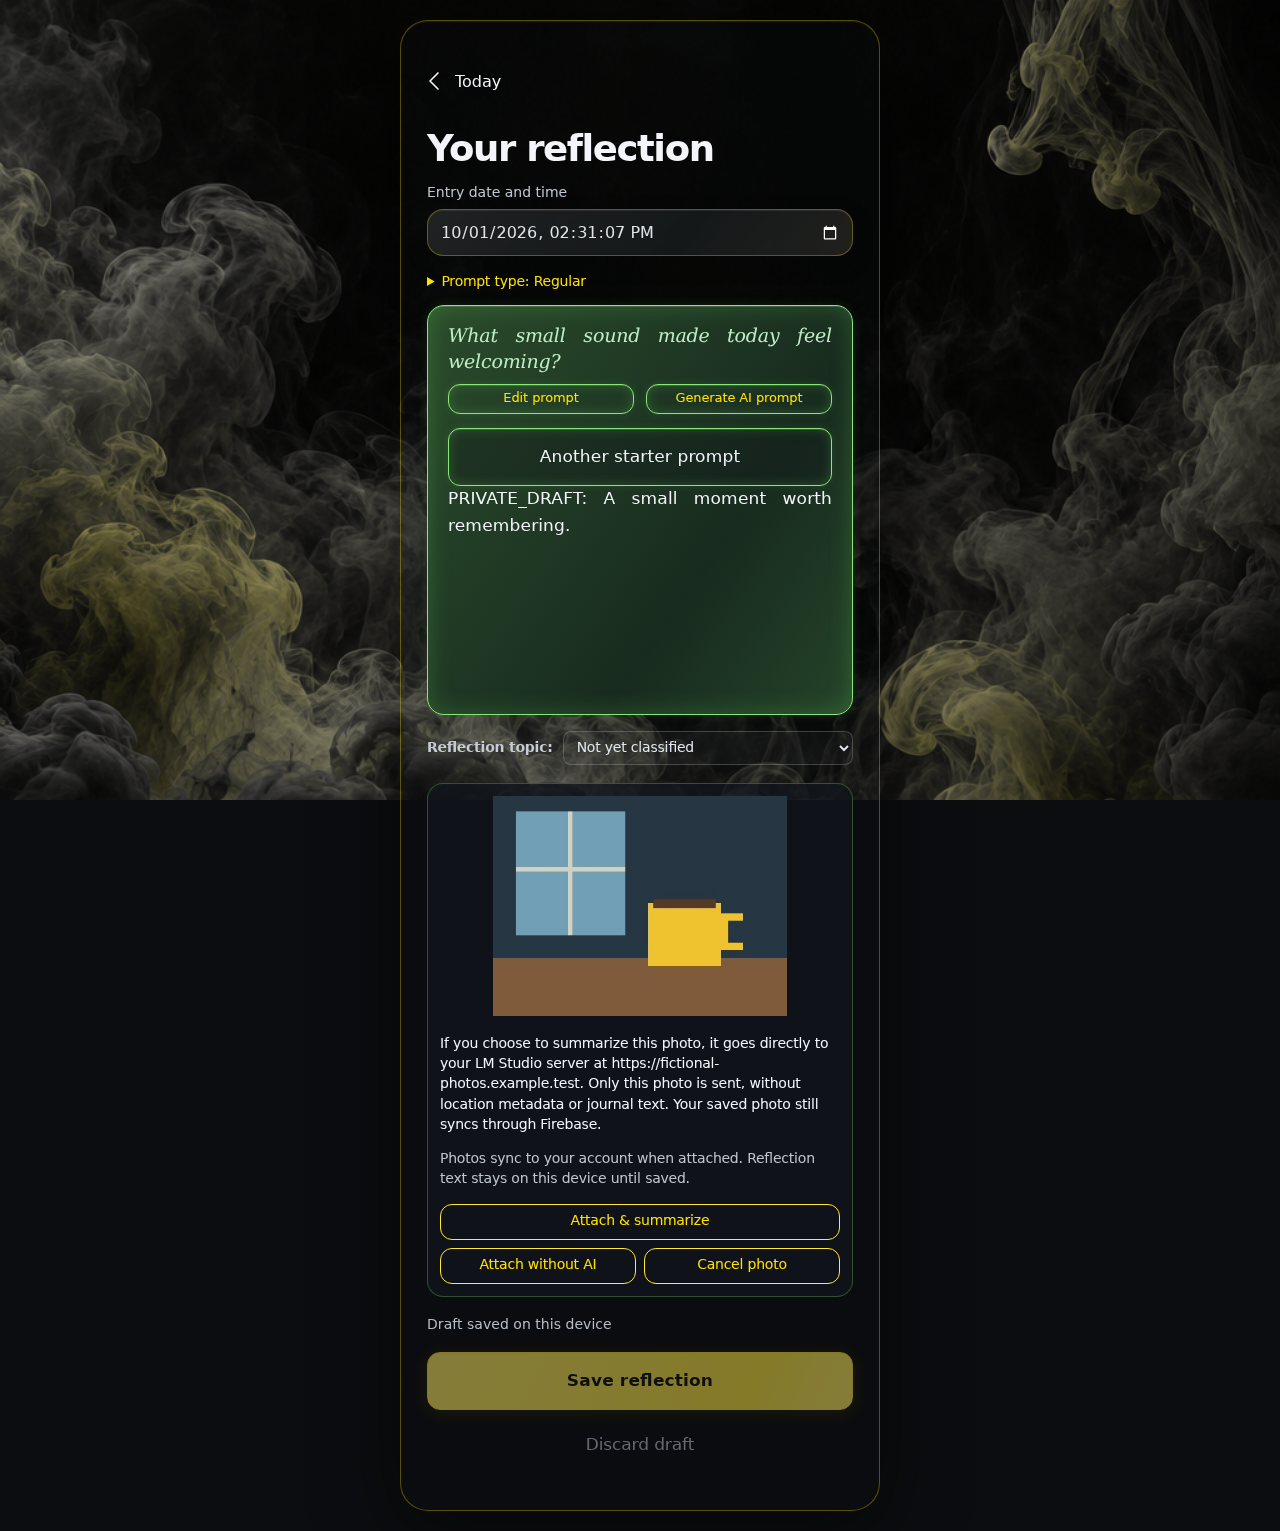 Today
Your reflection
Entry date and time
10/01/2026, 02:31:07 PM
Prompt type: Regular
What small sound made today feel
welcoming?
Edit prompt
Generate AI prompt
Another starter prompt
PRIVATE_DRAFT: A small moment worth
remembering.
Reflection topic:
Not yet classified
If you choose to summarize this photo, it goes directly to
your LM Studio server at https://fictional-
photos.example.test. Only this photo is sent, without
location metadata or journal text. Your saved photo still
syncs through Firebase.
Photos sync to your account when attached. Reflection
text stays on this device until saved.
Attach & summarize
Attach without AI
Cancel photo
Draft saved on this device
Save reflection
Discard draft